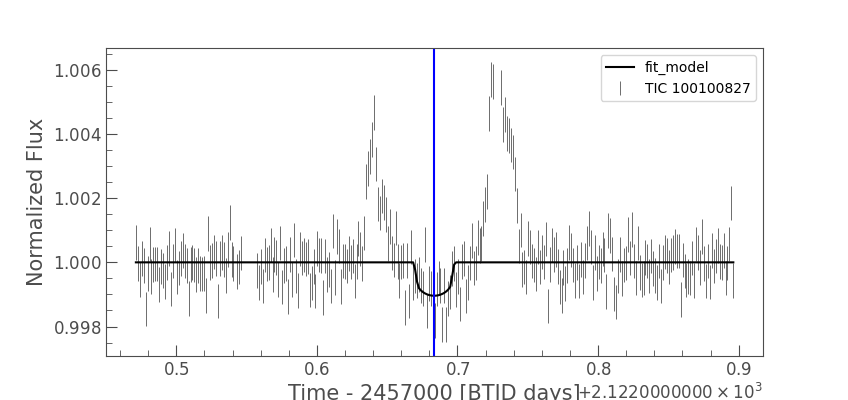 fit_model
TIC 100100827
Normalized Flux
1.006
1.004
1.002
1.000
0.998
0.5 0.6 0.7 0.8 0.9
Time - 2457000 [BTJD days]
+2.1220000000 × 10³